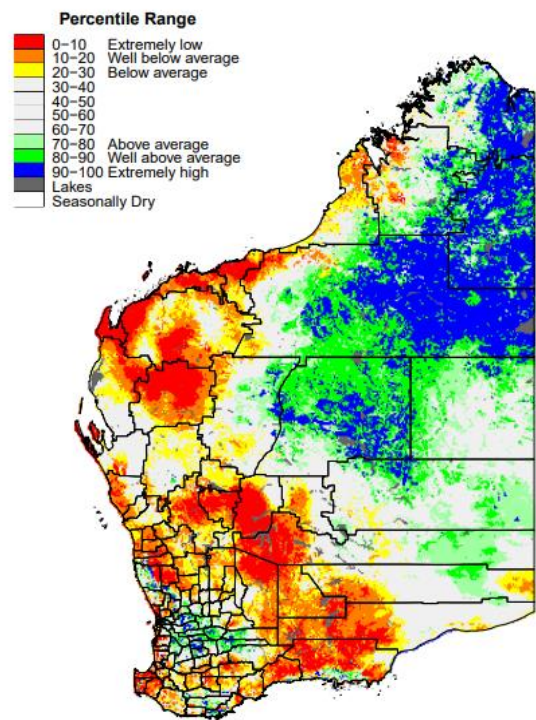 Percentile Range
0−10 Extremely low
10−20 Well below average
20−30 Below average
30−40
40−50
50−60
60−70
70−80 Above average
80−90 Well above average
90−100 Extremely high
Lakes
Seasonally Dry